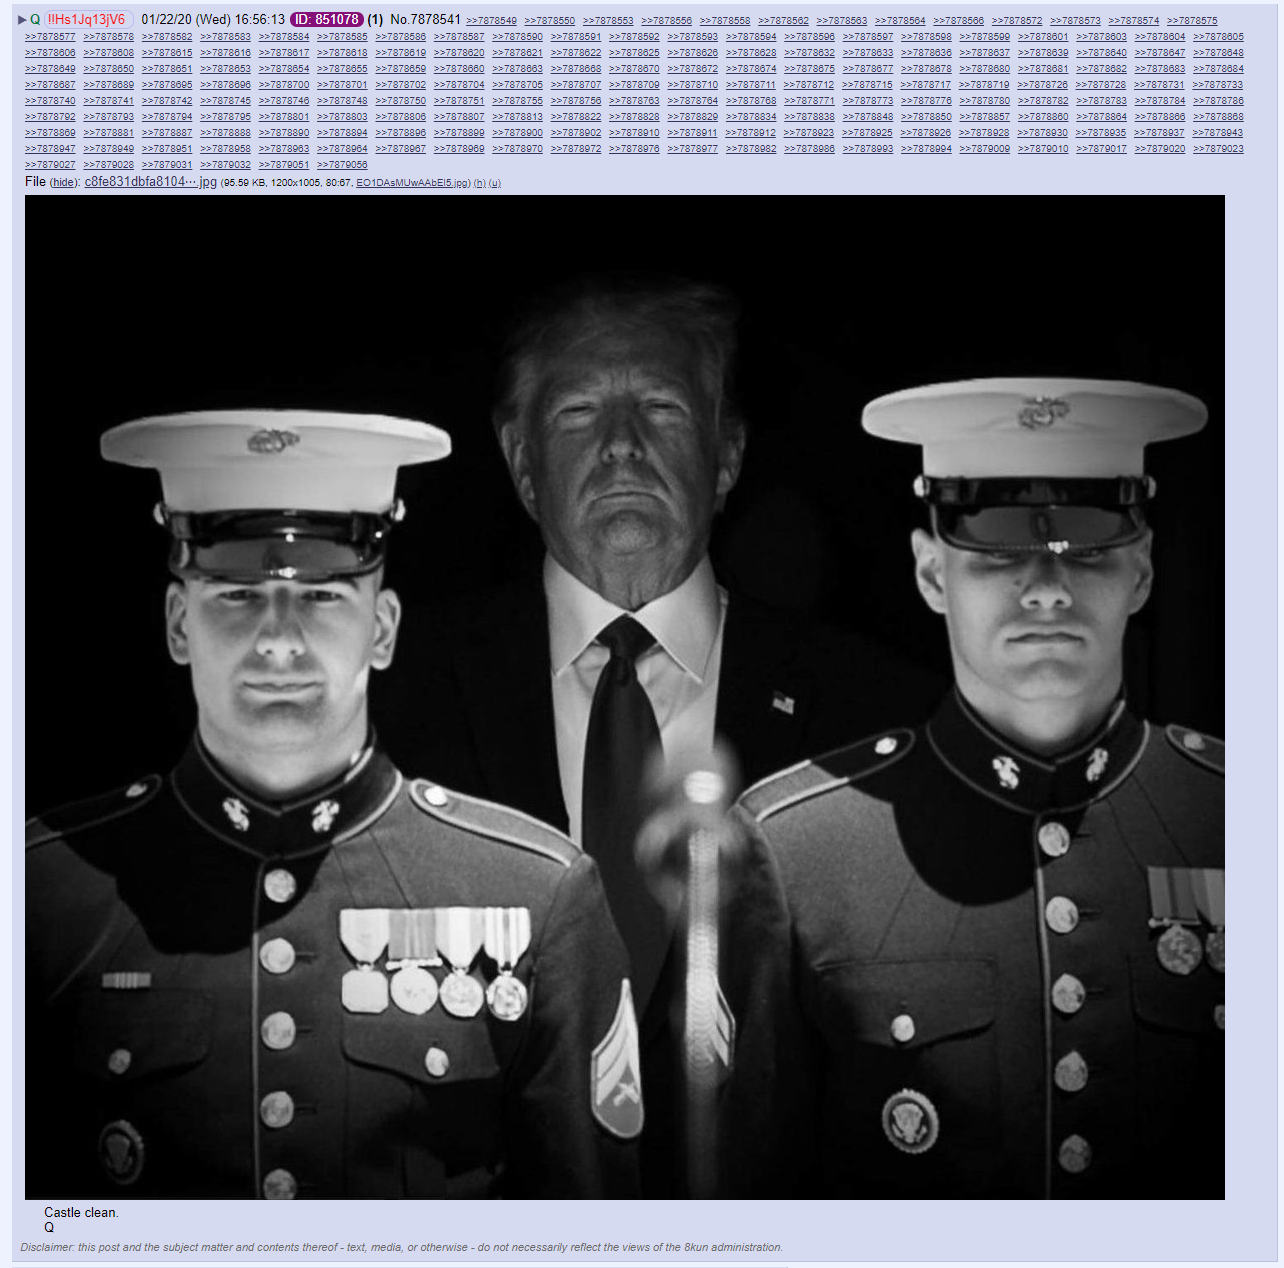 ▶ Q !!Hs1Jq13jV6 01/22/20 (Wed) 16:56:13 ID: 851078 (1) No.7878541 >>7878549 >>7878550 >>7878553 >>7878556 >>7878558 >>7878562 >>7878563 >>7878564 >>7878566 >>7878572 >>7878573 >>7878574 >>7878575
>>7878577 >>7878578 >>7878582 >>7878583 >>7878584 >>7878585 >>7878586 >>7878587 >>7878590 >>7878591 >>7878592 >>7878593 >>7878594 >>7878596 >>7878597 >>7878598 >>7878599 >>7878601 >>7878603 >>7878604 >>7878605
>>7878606 >>7878608 >>7878615 >>7878616 >>7878617 >>7878618 >>7878619 >>7878620 >>7878621 >>7878622 >>7878625 >>7878626 >>7878628 >>7878632 >>7878633 >>7878636 >>7878637 >>7878639 >>7878640 >>7878647 >>7878648
>>7878649 >>7878650 >>7878651 >>7878653 >>7878654 >>7878655 >>7878659 >>7878660 >>7878663 >>7878668 >>7878670 >>7878672 >>7878674 >>7878675 >>7878677 >>7878678 >>7878680 >>7878681 >>7878682 >>7878683 >>7878684
>>7878687 >>7878689 >>7878695 >>7878696 >>7878700 >>7878701 >>7878702 >>7878704 >>7878705 >>7878707 >>7878709 >>7878710 >>7878711 >>7878712 >>7878715 >>7878717 >>7878719 >>7878726 >>7878728 >>7878731 >>7878733
>>7878740 >>7878741 >>7878742 >>7878745 >>7878746 >>7878748 >>7878750 >>7878751 >>7878755 >>7878756 >>7878763 >>7878764 >>7878768 >>7878771 >>7878773 >>7878776 >>7878780 >>7878782 >>7878783 >>7878784 >>7878786
>>7878792 >>7878793 >>7878794 >>7878795 >>7878801 >>7878803 >>7878806 >>7878807 >>7878813 >>7878822 >>7878828 >>7878829 >>7878834 >>7878838 >>7878848 >>7878850 >>7878857 >>7878860 >>7878864 >>7878866 >>7878868
>>7878869 >>7878881 >>7878887 >>7878888 >>7878890 >>7878894 >>7878896 >>7878899 >>7878900 >>7878902 >>7878910 >>7878911 >>7878912 >>7878923 >>7878925 >>7878926 >>7878928 >>7878930 >>7878935 >>7878937 >>7878943
>>7878947 >>7878949 >>7878951 >>7878958 >>7878963 >>7878964 >>7878967 >>7878969 >>7878970 >>7878972 >>7878976 >>7878977 >>7878982 >>7878986 >>7878993 >>7878994 >>7879009 >>7879010 >>7879017 >>7879020 >>7879023
>>7879027 >>7879028 >>7879031 >>7879032 >>7879051 >>7879056
File (hide): c8fe831dbfa8104⋯.jpg (95.59 KB, 1200x1005, 80:67, EO1DAsMUwAAbEI5.jpg) (h) (u)
Castle clean.
Q
Disclaimer: this post and the subject matter and contents thereof - text, media, or otherwise - do not necessarily reflect the views of the 8kun administration.